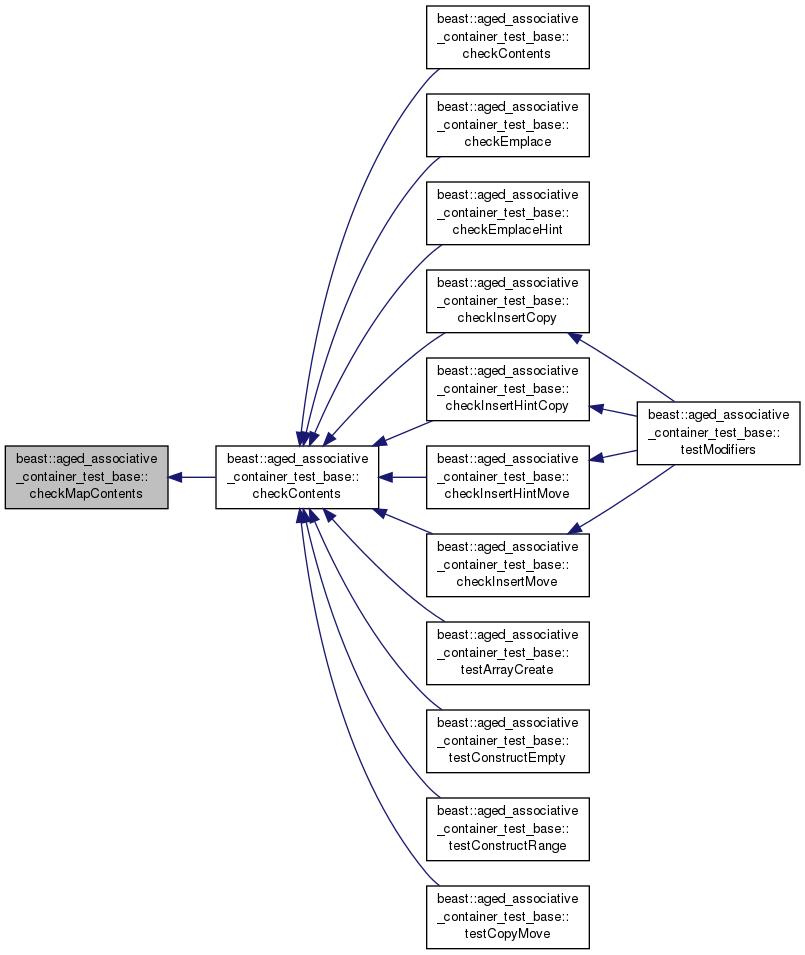 beast::aged_associative
_container_test_base::
checkMapContents
beast::aged_associative
_container_test_base::
checkContents
beast::aged_associative
_container_test_base::
checkContents
beast::aged_associative
_container_test_base::
checkEmplace
beast::aged_associative
_container_test_base::
checkEmplaceHint
beast::aged_associative
_container_test_base::
checkInsertCopy
beast::aged_associative
_container_test_base::
checkInsertHintCopy
beast::aged_associative
_container_test_base::
checkInsertHintMove
beast::aged_associative
_container_test_base::
checkInsertMove
beast::aged_associative
_container_test_base::
testArrayCreate
beast::aged_associative
_container_test_base::
testConstructEmpty
beast::aged_associative
_container_test_base::
testConstructRange
beast::aged_associative
_container_test_base::
testCopyMove
beast::aged_associative
_container_test_base::
testModifiers